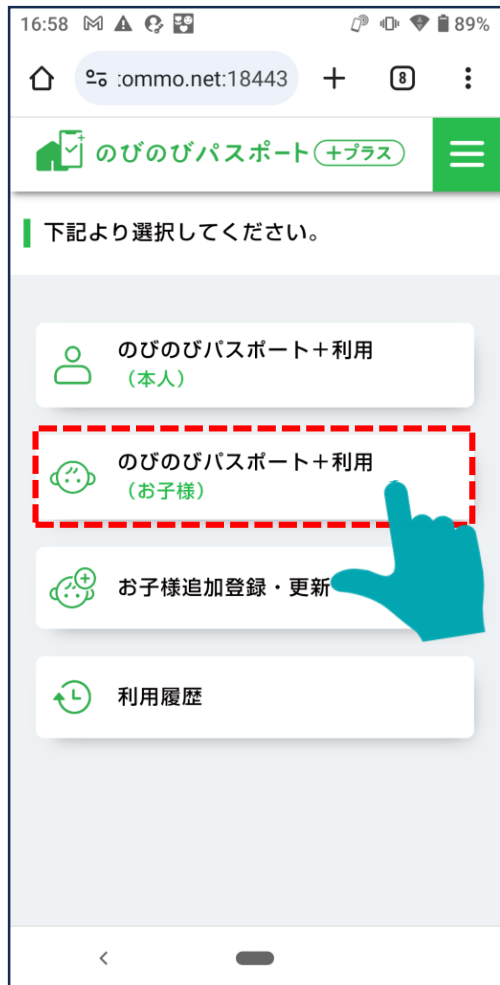 16:58 89%
:ommo.net:18443 8
のびのびパスポート +プラス
下記より選択してください。
のびのびパスポート＋利用
（本人）
のびのびパスポート＋利用
（お子様）
お子様追加登録・更新
利用履歴